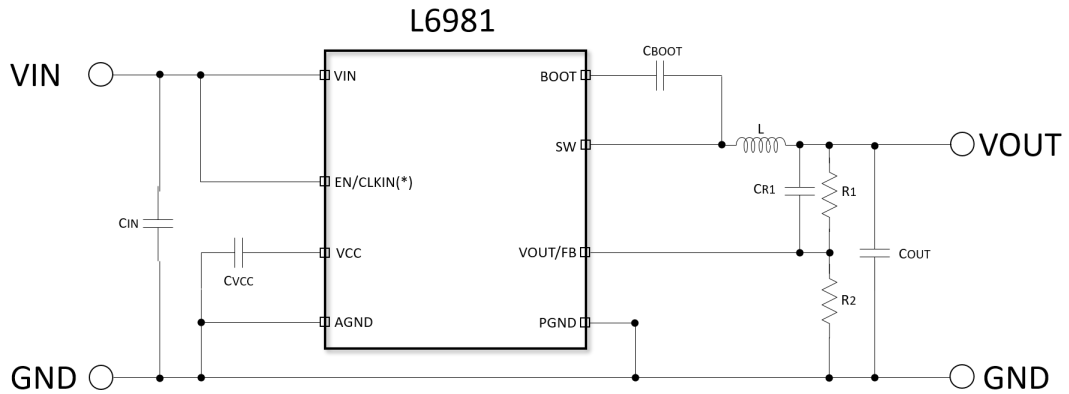 L6981
CBOOT
VIN
VIN
BOOT
L
SW
VOUT
EN/CLKIN(*)
CR1
R1
CIN
VCC
VOUT/FB
COUT
CVCC
R2
AGND
PGND
GND
GND